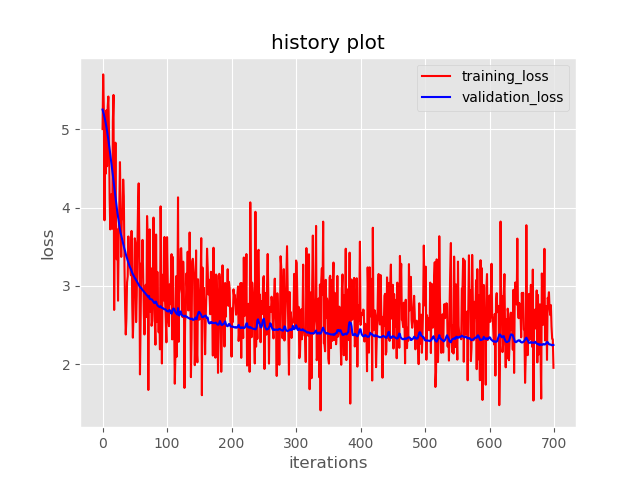 history plot
training_loss
validation_loss
loss
5
4
3
2
0 100 200 300 400 500 600 700
iterations